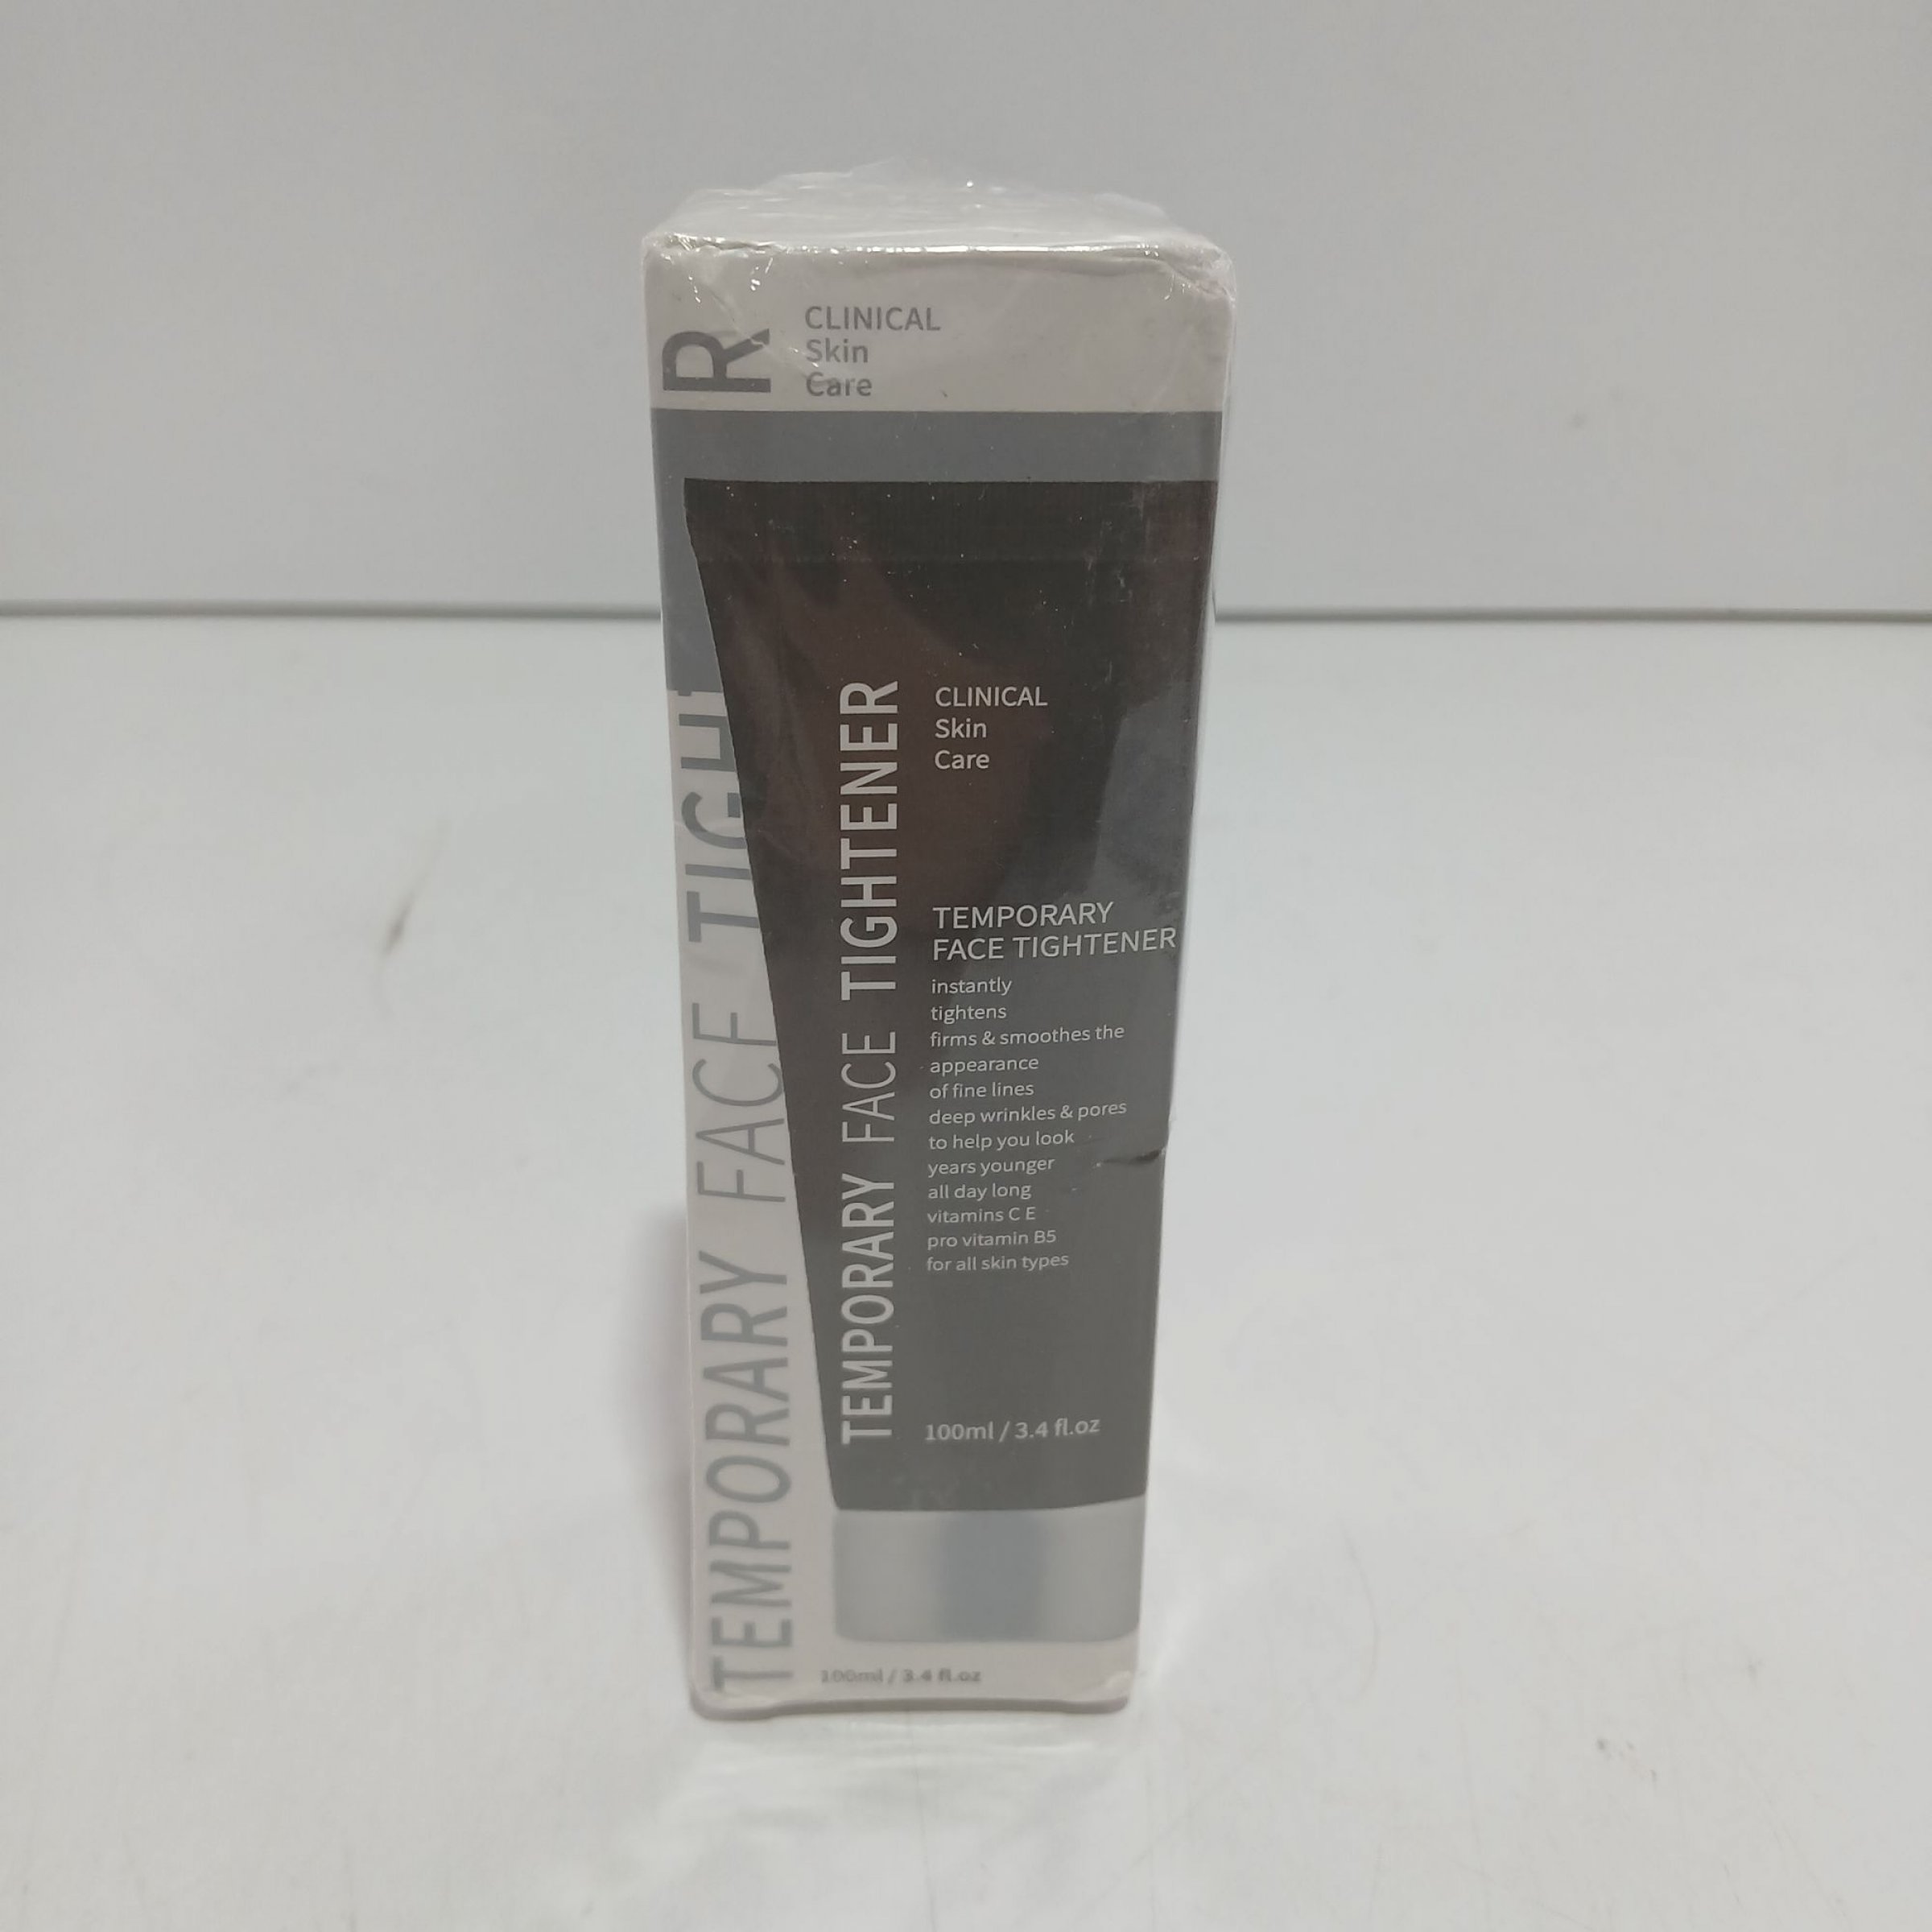 R
CLINICAL
Skin
Care
TEMPORARY FACE TIGHT
TEMPORARY FACE TIGHTENER
CLINICAL
Skin
Care
TEMPORARY
FACE TIGHTENER
instantly
tightens
firms & smoothes the
appearance
of fine lines
deep wrinkles & pores
to help you look
years younger
all day long
vitamins C E
pro vitamin B5
for all skin types
100ml / 3.4 fl.oz
100ml / 3.4 fl.oz